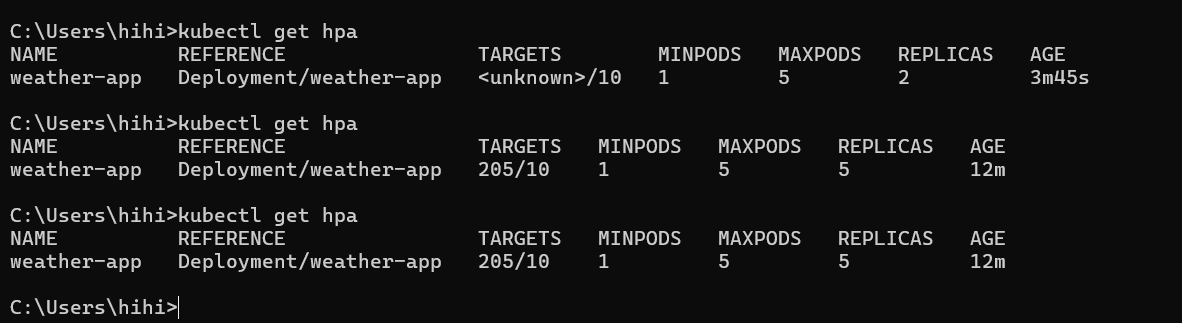 C:\Users\hihi>kubectl get hpa
NAME REFERENCE TARGETS MINPODS MAXPODS REPLICAS AGE
weather-app Deployment/weather-app <unknown>/10 1 5 2 3m45s
C:\Users\hihi>kubectl get hpa
NAME REFERENCE TARGETS MINPODS MAXPODS REPLICAS AGE
weather-app Deployment/weather-app 205/10 1 5 5 12m
C:\Users\hihi>kubectl get hpa
NAME REFERENCE TARGETS MINPODS MAXPODS REPLICAS AGE
weather-app Deployment/weather-app 205/10 1 5 5 12m
C:\Users\hihi>